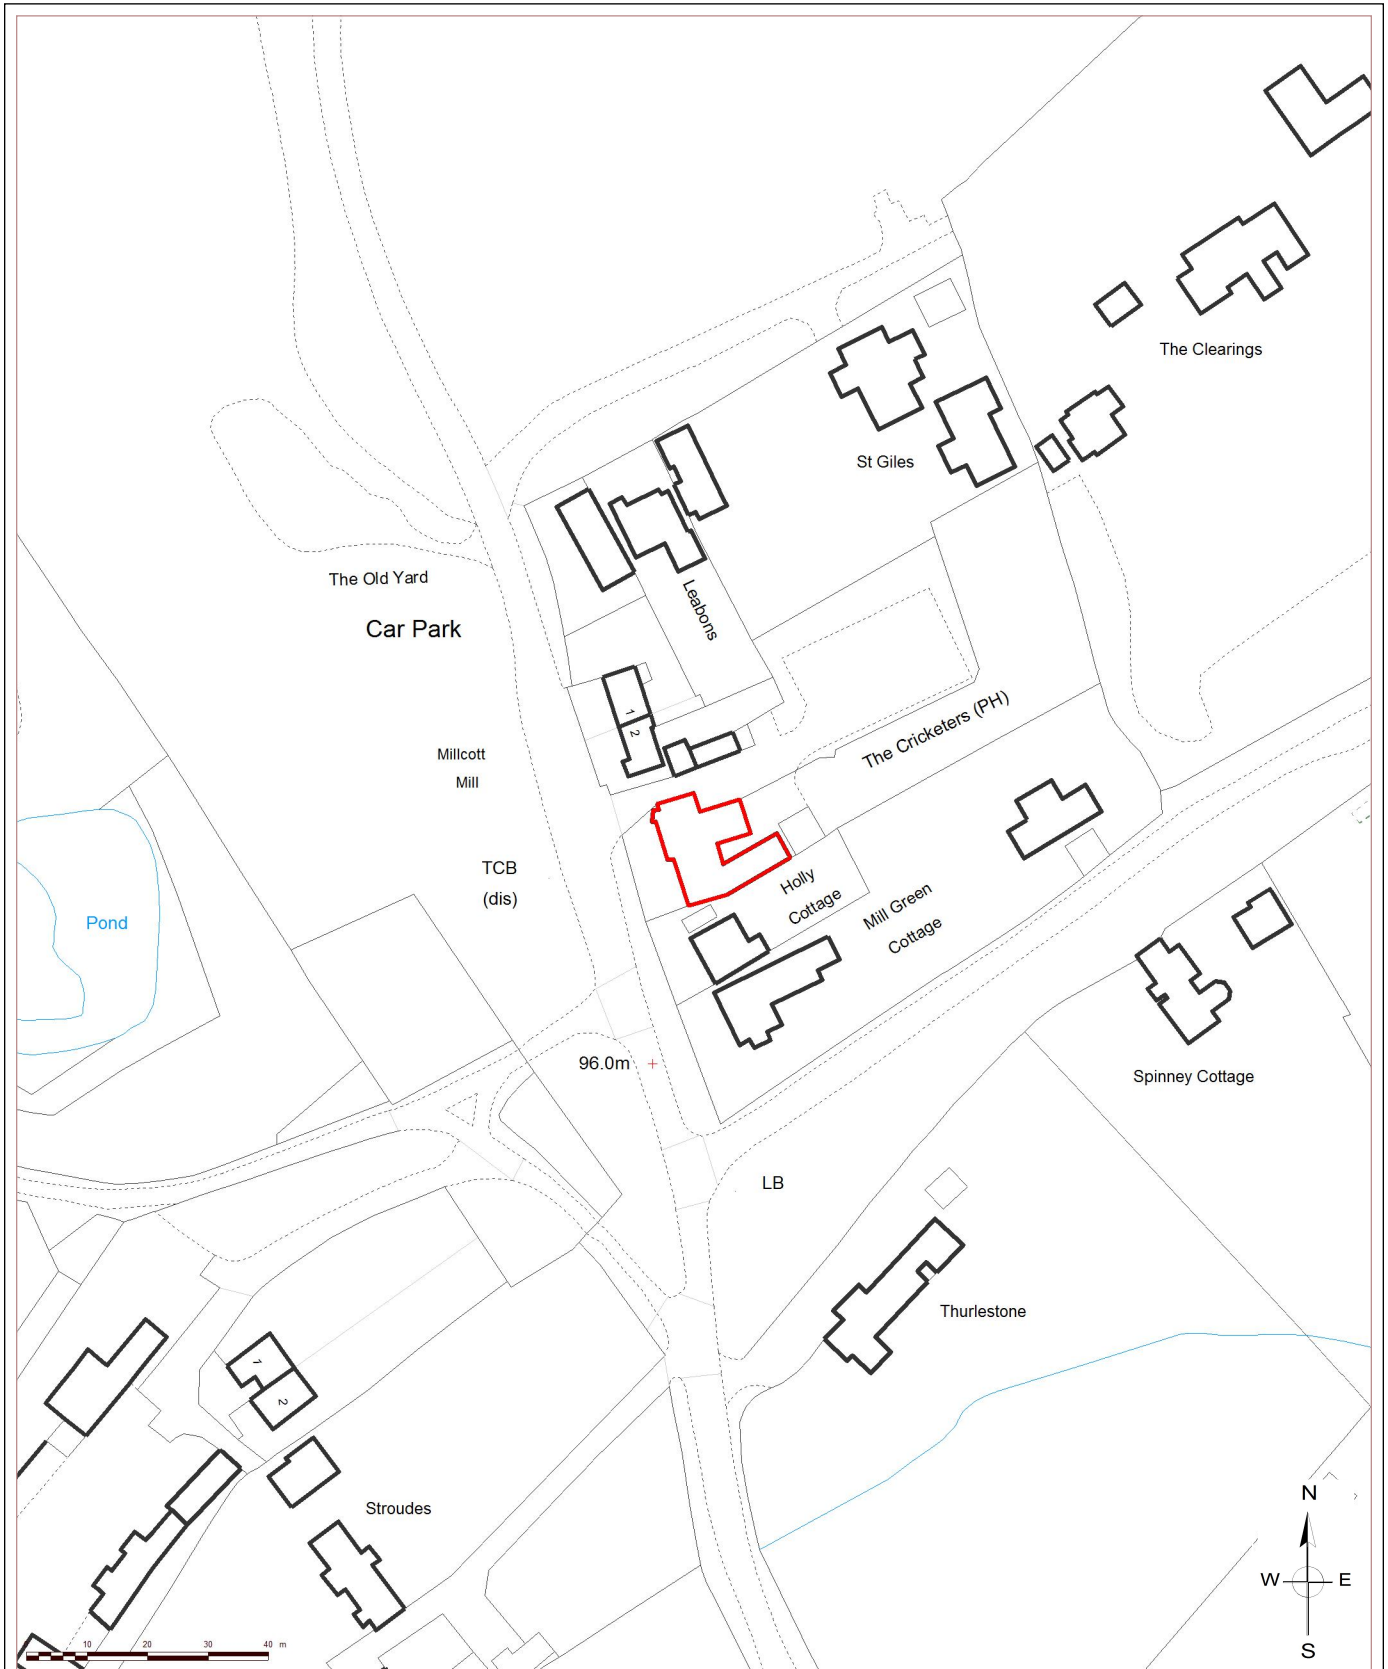 The Clearings
St Giles
The Old Yard
Car Park
Leabons
1
2
The Cricketers (PH)
Millcott
Mill
TCB
(dis)
Holly
Cottage
Mill Green
Cottage
Pond
96.0m
Spinney Cottage
LB
Thurlestone
1
2
Stroudes
N
W E
S
10 20 30 40 m